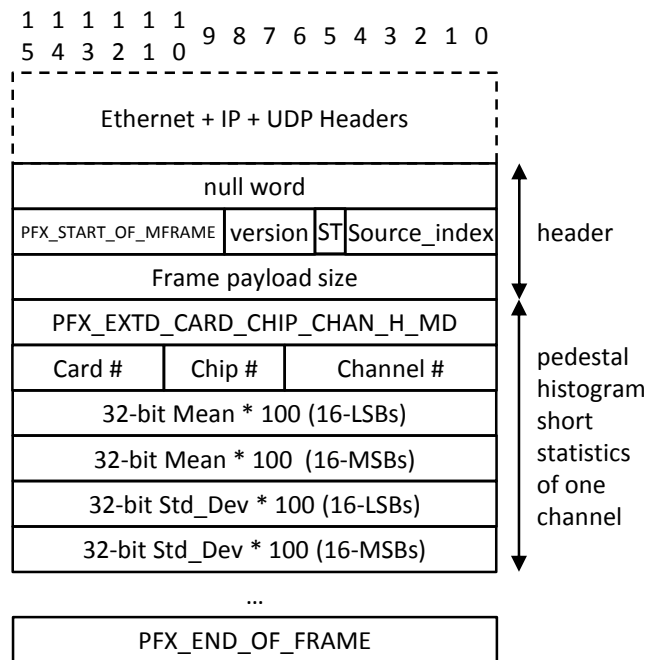 1 1 1 1 1 1 9 8 7 6 5 4 3 2 1 0
5 4 3 2 1 0
Ethernet + IP + UDP Headers
null word
PFX_START_OF_MFRAME version ST Source_index
header
Frame payload size
PFX_EXTD_CARD_CHIP_CHAN_H_MD
Card # Chip # Channel #
32-bit Mean * 100 (16-LSBs)
32-bit Mean * 100 (16-MSBs)
32-bit Std_Dev * 100 (16-LSBs)
32-bit Std_Dev * 100 (16-MSBs)
pedestal
histogram
short
statistics
of one
channel
...
PFX_END_OF_FRAME